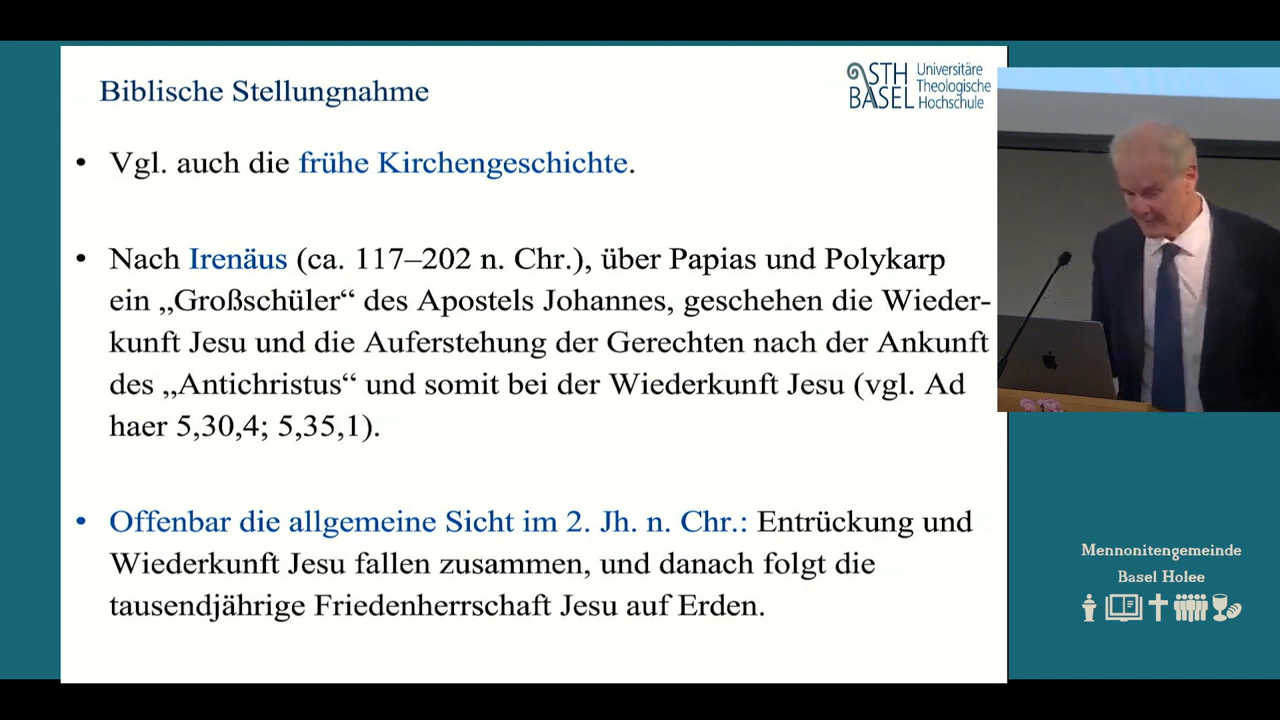 Biblische Stellungnahme
STH BASEL
Universitäre
Theologische
Hochschule
• Vgl. auch die frühe Kirchengeschichte.
• Nach Irenäus (ca. 117–202 n. Chr.), über Papias und Polykarp
ein „Großschüler“ des Apostels Johannes, geschehen die Wieder-
kunft Jesu und die Auferstehung der Gerechten nach der Ankunft
des „Antichristus“ und somit bei der Wiederkunft Jesu (vgl. Ad
haer 5,30,4; 5,35,1).
• Offenbar die allgemeine Sicht im 2. Jh. n. Chr.: Entrückung und
Wiederkunft Jesu fallen zusammen, und danach folgt die
tausendjährige Friedenherrschaft Jesu auf Erden.
Mennonitengemeinde
Basel Holee